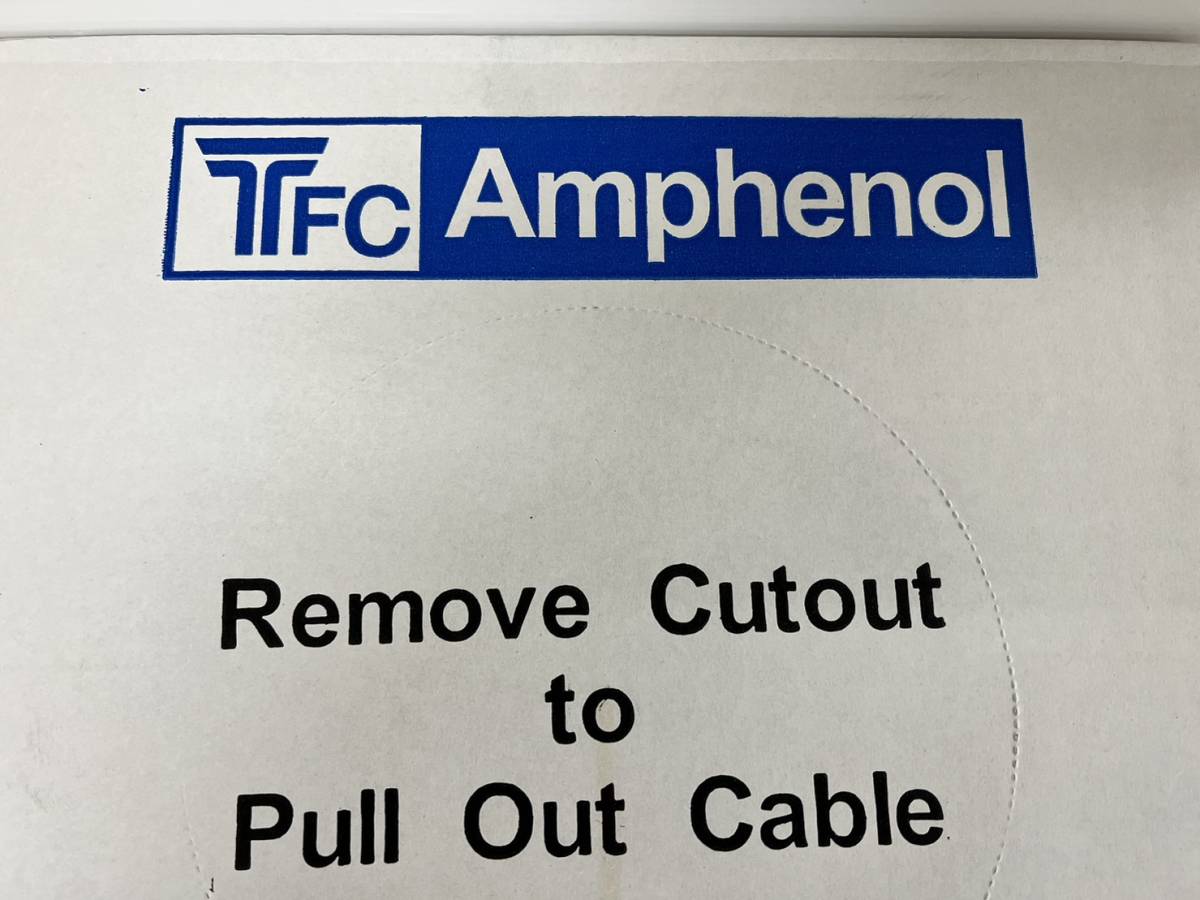 TFC Amphenol
Remove Cutout
to
Pull Out Cable